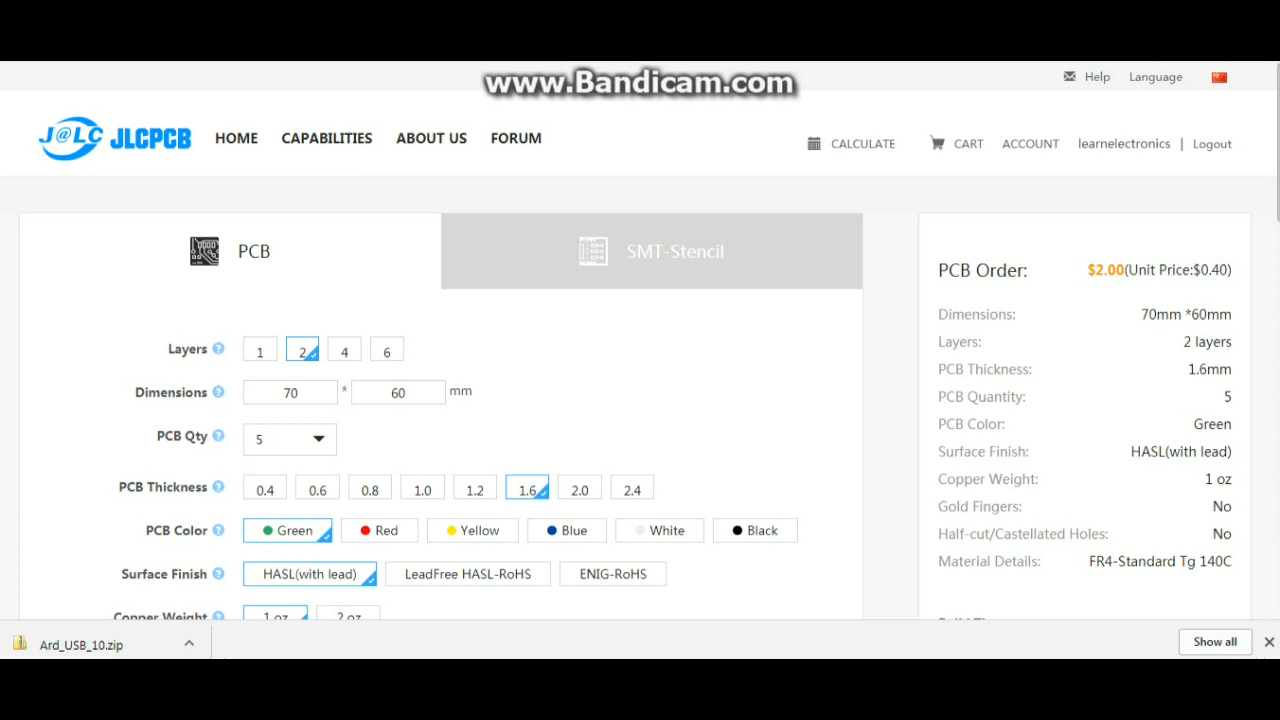 www.Bandicam.com
Help Language
J@LC JLCPCB HOME CAPABILITIES ABOUT US FORUM CALCULATE CART ACCOUNT learnelectronics | Logout
PCB SMT-Stencil
Layers ? 1 2 4 6
Dimensions ? 70 * 60 mm
PCB Qty ? 5
PCB Thickness ? 0.4 0.6 0.8 1.0 1.2 1.6 2.0 2.4
PCB Color ? Green Red Yellow Blue White Black
Surface Finish ? HASL(with lead) LeadFree HASL-RoHS ENIG-RoHS
Copper Weight ? 1 oz 2 oz
PCB Order: $2.00(Unit Price:$0.40)
Dimensions: 70mm *60mm
Layers: 2 layers
PCB Thickness: 1.6mm
PCB Quantity: 5
PCB Color: Green
Surface Finish: HASL(with lead)
Copper Weight: 1 oz
Gold Fingers: No
Half-cut/Castellated Holes: No
Material Details: FR4-Standard Tg 140C
Ard_USB_10.zip Show all